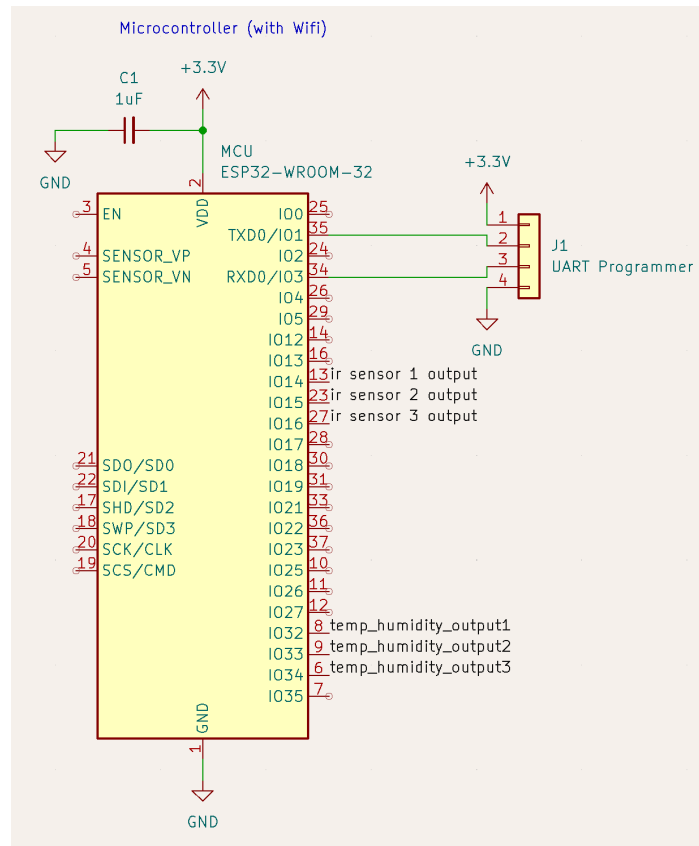 Microcontroller (with Wifi)
C1
1uF
+3.3V
GND
MCU
ESP32-WROOM-32
2
VDD
3
EN
4
SENSOR_VP
5
SENSOR_VN
21
SDO/SD0
22
SDI/SD1
17
SHD/SD2
18
SWP/SD3
20
SCK/CLK
19
SCS/CMD
IO0
25
TXD0/IO1
35
IO2
24
RXD0/IO3
34
IO4
26
IO5
29
IO12
14
IO13
16
IO14
13
ir sensor 1 output
IO15
23
ir sensor 2 output
IO16
27
ir sensor 3 output
IO17
28
IO18
30
IO19
31
IO21
33
IO22
36
IO23
37
IO25
10
IO26
11
IO27
12
IO32
8
temp_humidity_output1
IO33
9
temp_humidity_output2
IO34
6
temp_humidity_output3
IO35
7
GND
1
GND
+3.3V
1
2
3
4
J1
UART Programmer
GND